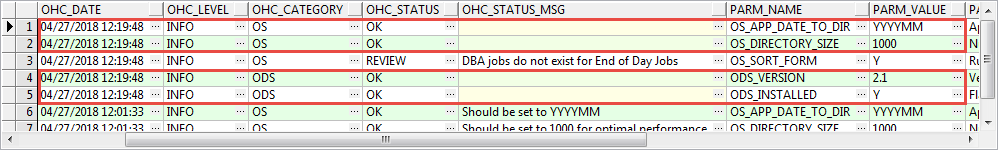 OHC_DATE OHC_LEVEL OHC_CATEGORY OHC_STATUS OHC_STATUS_MSG PARM_NAME PARM_VALUE PA
1 04/27/2018 12:19:48 ... INFO ... OS ... OK ... ... OS_APP_DATE_TO_DIR ... YYYYMM ... Ap
2 04/27/2018 12:19:48 ... INFO ... OS ... OK ... ... OS_DIRECTORY_SIZE ... 1000 ... N
3 04/27/2018 12:19:48 ... INFO ... OS ... REVIEW ... DBA jobs do not exist for End of Day Jobs ... OS_SORT_FORM ... Y ... Ru
4 04/27/2018 12:19:48 ... INFO ... ODS ... OK ... ... ODS_VERSION ... 2.1 ... Ve
5 04/27/2018 12:19:48 ... INFO ... ODS ... OK ... ... ODS_INSTALLED ... Y ... Fl
6 04/27/2018 12:01:33 ... INFO ... OS ... OK ... Should be set to YYYYMM ... OS_APP_DATE_TO_DIR ... YYYYMM ... Ap
7 04/27/2018 12:01:33 ... INFO ... OS ... OK ... Should be set to 1000 for optimal performance ... OS_DIRECTORY_SIZE ... 1000 ... N